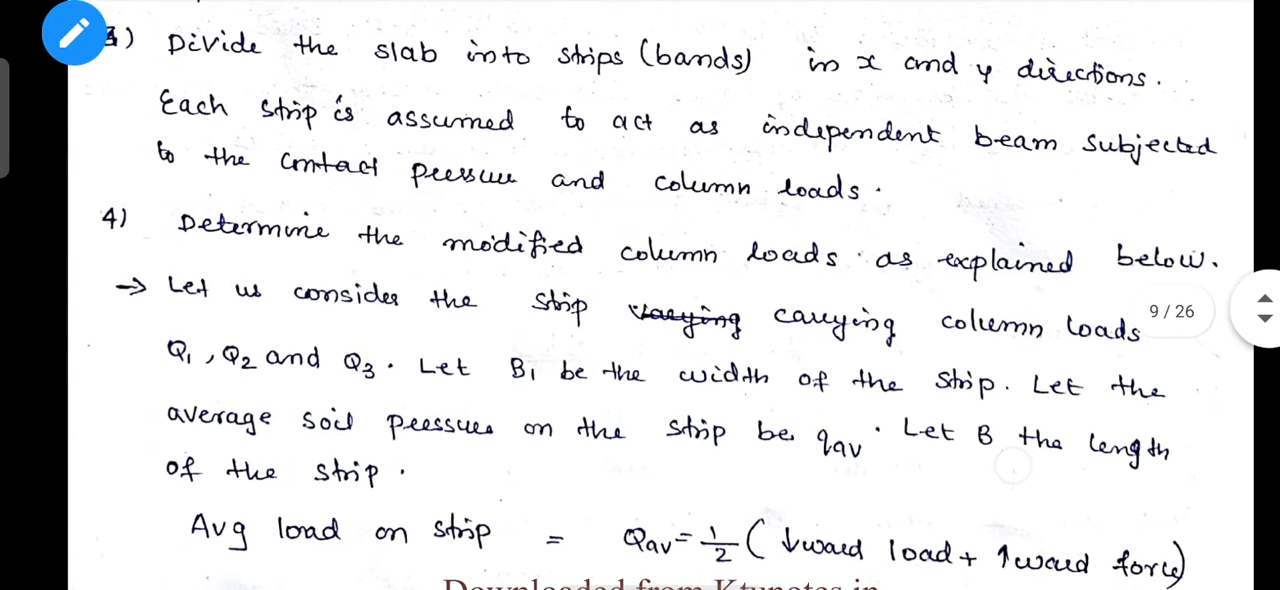 3) Divide the slab into strips (bands) in x and y directions.
Each strip is assumed to act as independent beam subjected
to the contact pressure and column loads.
4) Determine the modified column loads as explained below.
→ Let us consider the strip varying carrying column loads
9 / 26
Q1, Q2 and Q3. Let B1 be the width of the strip. Let the
average soil pressure on the strip be qav. Let B the length
of the strip.
Avg load on strip = Qav = 1/2 (↓ward load + ↑ward force)
Downloaded from Ktunotes.in